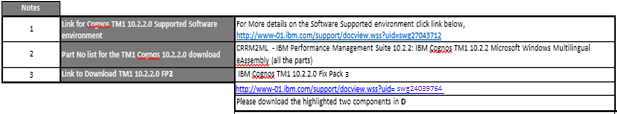 Notes
1
Link for Cognos TM1 10.2.2.0 Supported Software
environment
For More details on the Software Supported environment click link below,
http://www-01.ibm.com/support/docview.wss?uid=swg27043712
2
Part No list for the TM1 Cognos 10.2.2.0 download
CRRM2ML - IBM Performance Management Suite 10.2.2: IBM Cognos TM1 10.2.2 Microsoft Windows Multilingual
eAssembly (all the parts)
3
Link to Download TM1 10.2.2.0 FP3
IBM Cognos TM1 10.2.2.0 Fix Pack 3
http://www-01.ibm.com/support/docview.wss?uid= swg24039764
Please download the highlighted two components in D